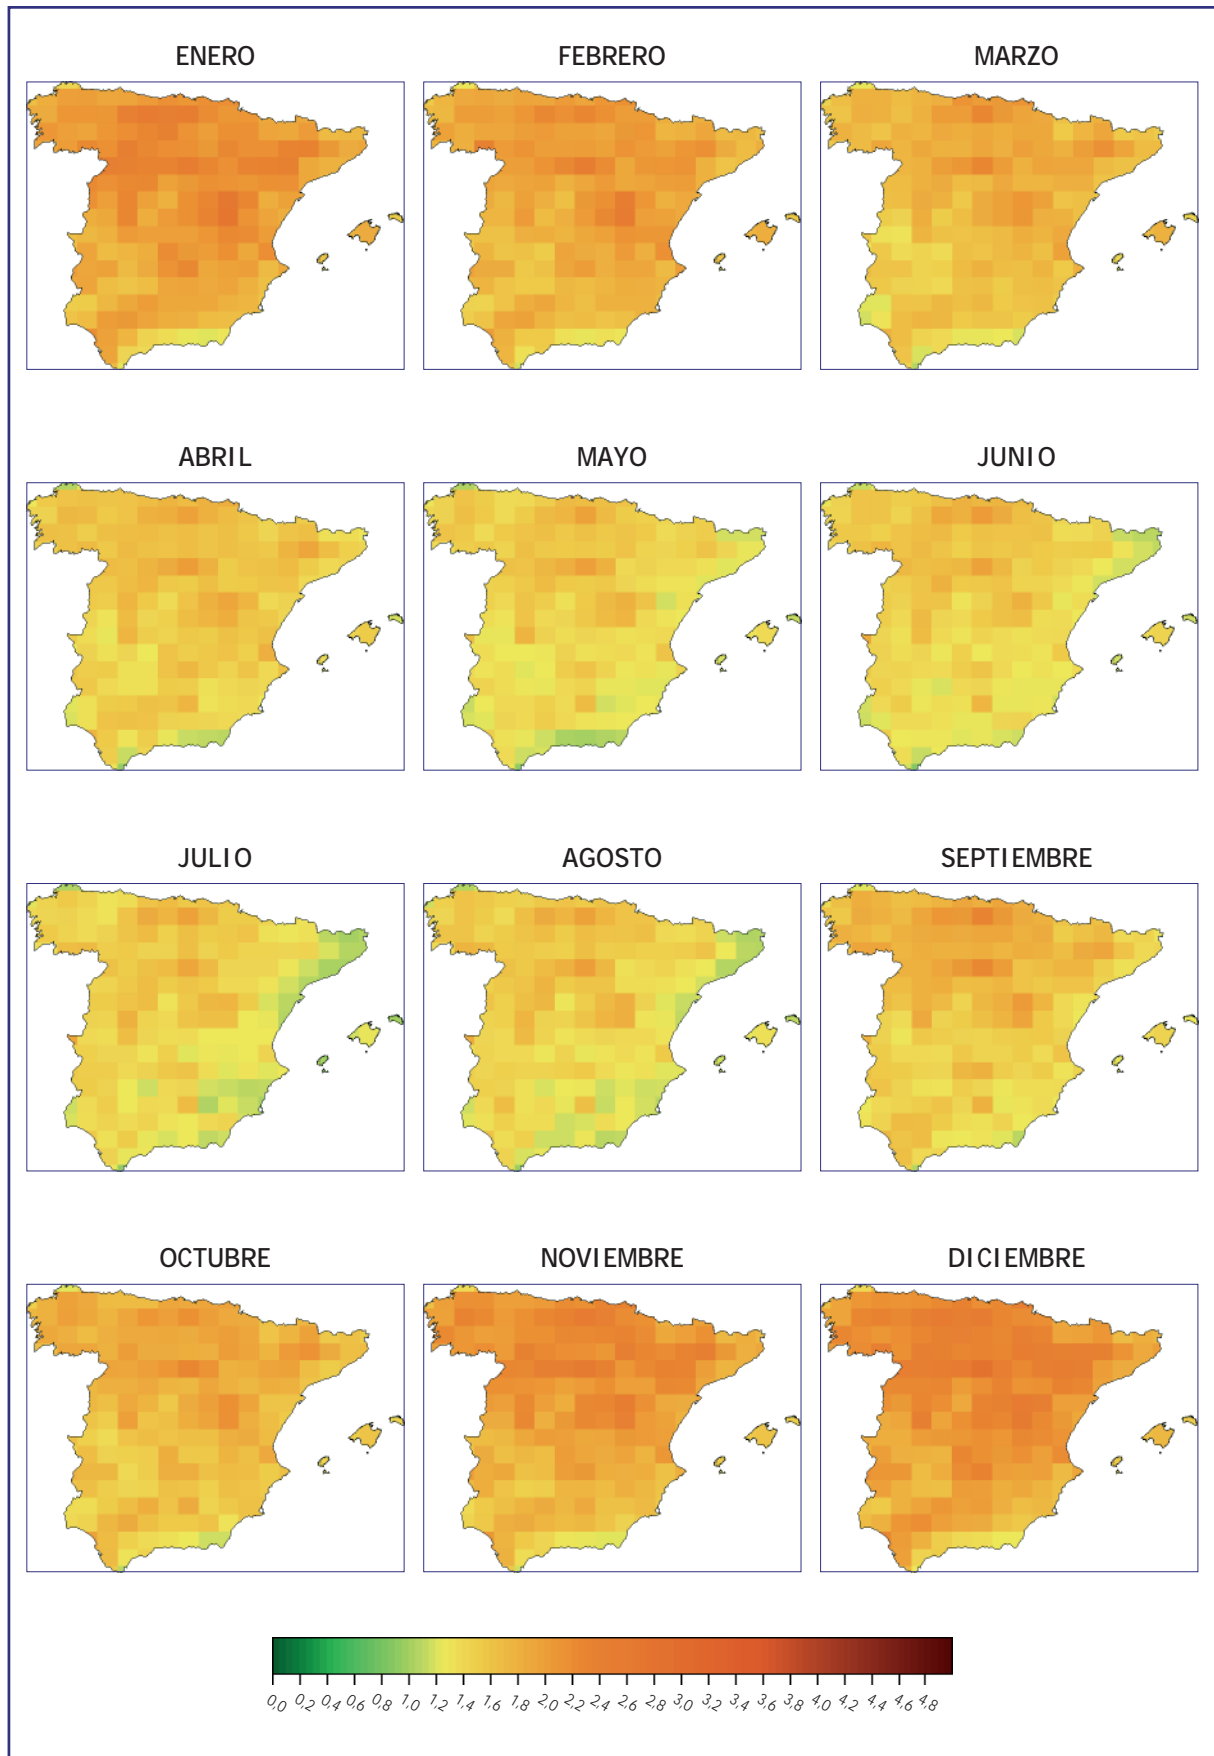 ENERO FEBRERO MARZO
ABRIL MAYO JUNIO
JULIO AGOSTO SEPTIEMBRE
OCTUBRE NOVIEMBRE DICIEMBRE
0,0 0,2 0,4 0,6 0,8 1,0 1,2 1,4 1,6 1,8 2,0 2,2 2,4 2,6 2,8 3,0 3,2 3,4 3,6 3,8 4,0 4,2 4,4 4,6 4,8